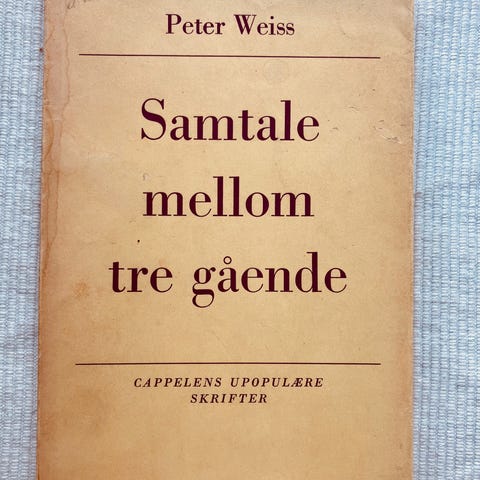 Peter Weiss
Samtale
mellom
tre gående
CAPPELENS UPOPULÆRE
SKRIFTER